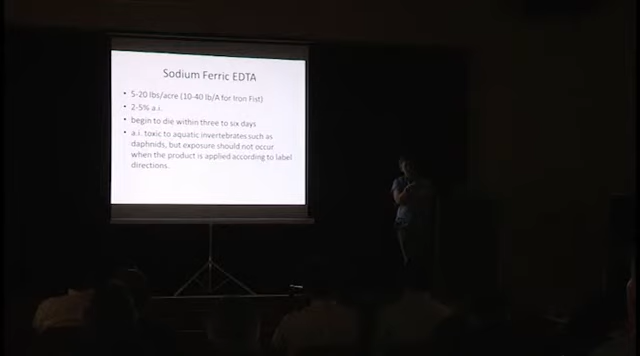 Sodium Ferric EDTA
• 5-20 lbs/acre (10-40 lb/A for Iron Fist)
• 2-5% a.i.
• begin to die within three to six days
• a.i. toxic to aquatic invertebrates such as
daphnids, but exposure should not occur
when the product is applied according to label
directions.